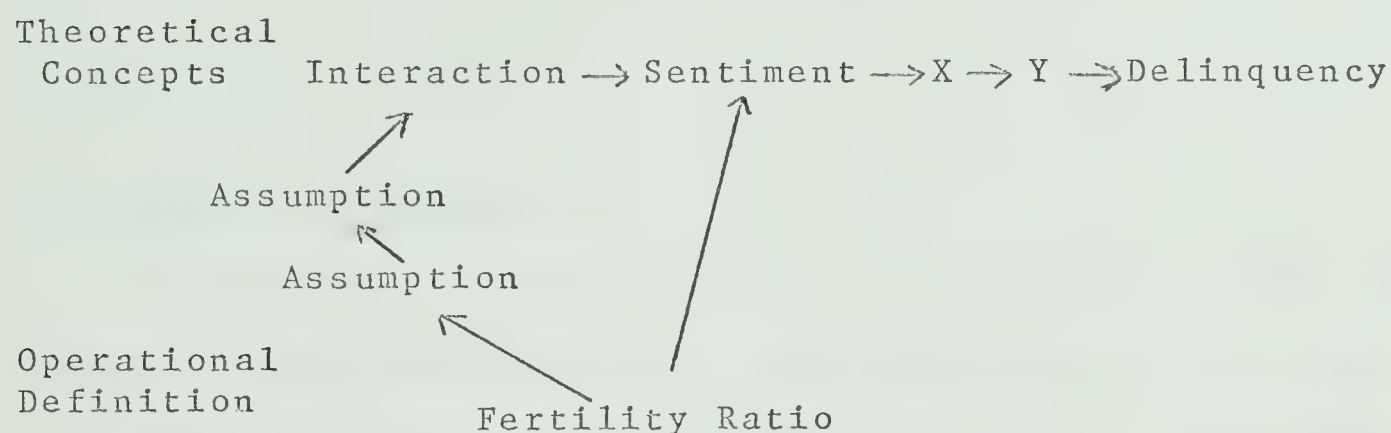 Theoretical
Concepts Interaction → Sentiment → X → Y → Delinquency
Assumption
Assumption
Operational
Definition
Fertility Ratio